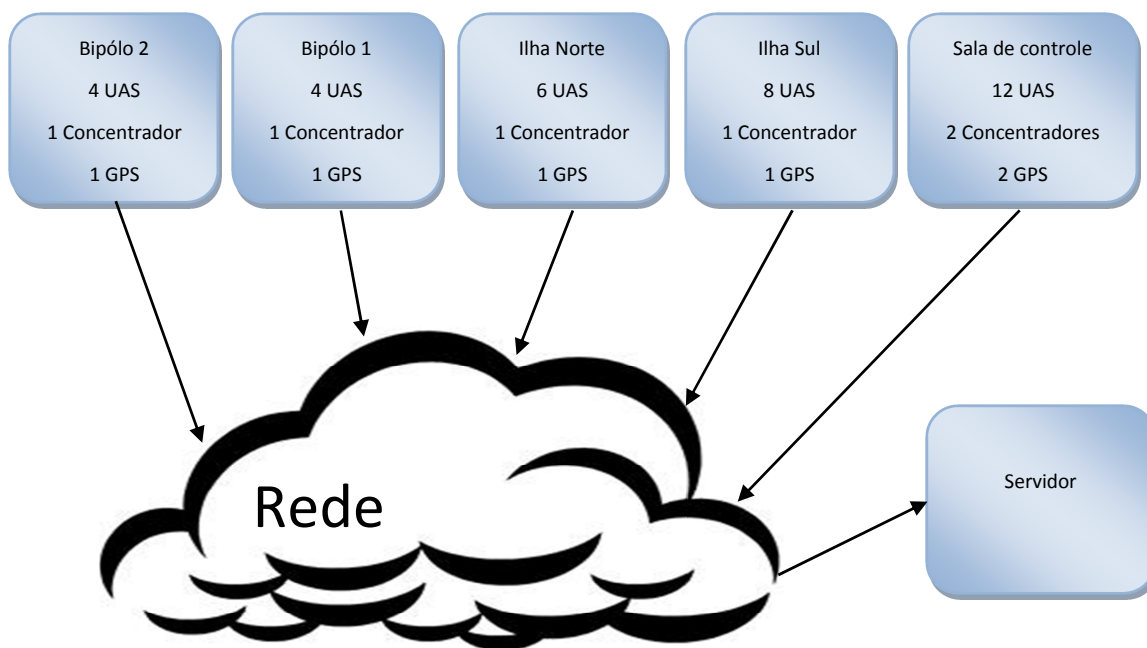 Bipólo 2
4 UAS
1 Concentrador
1 GPS
Bipólo 1
4 UAS
1 Concentrador
1 GPS
Ilha Norte
6 UAS
1 Concentrador
1 GPS
Ilha Sul
8 UAS
1 Concentrador
1 GPS
Sala de controle
12 UAS
2 Concentradores
2 GPS
Rede
Servidor